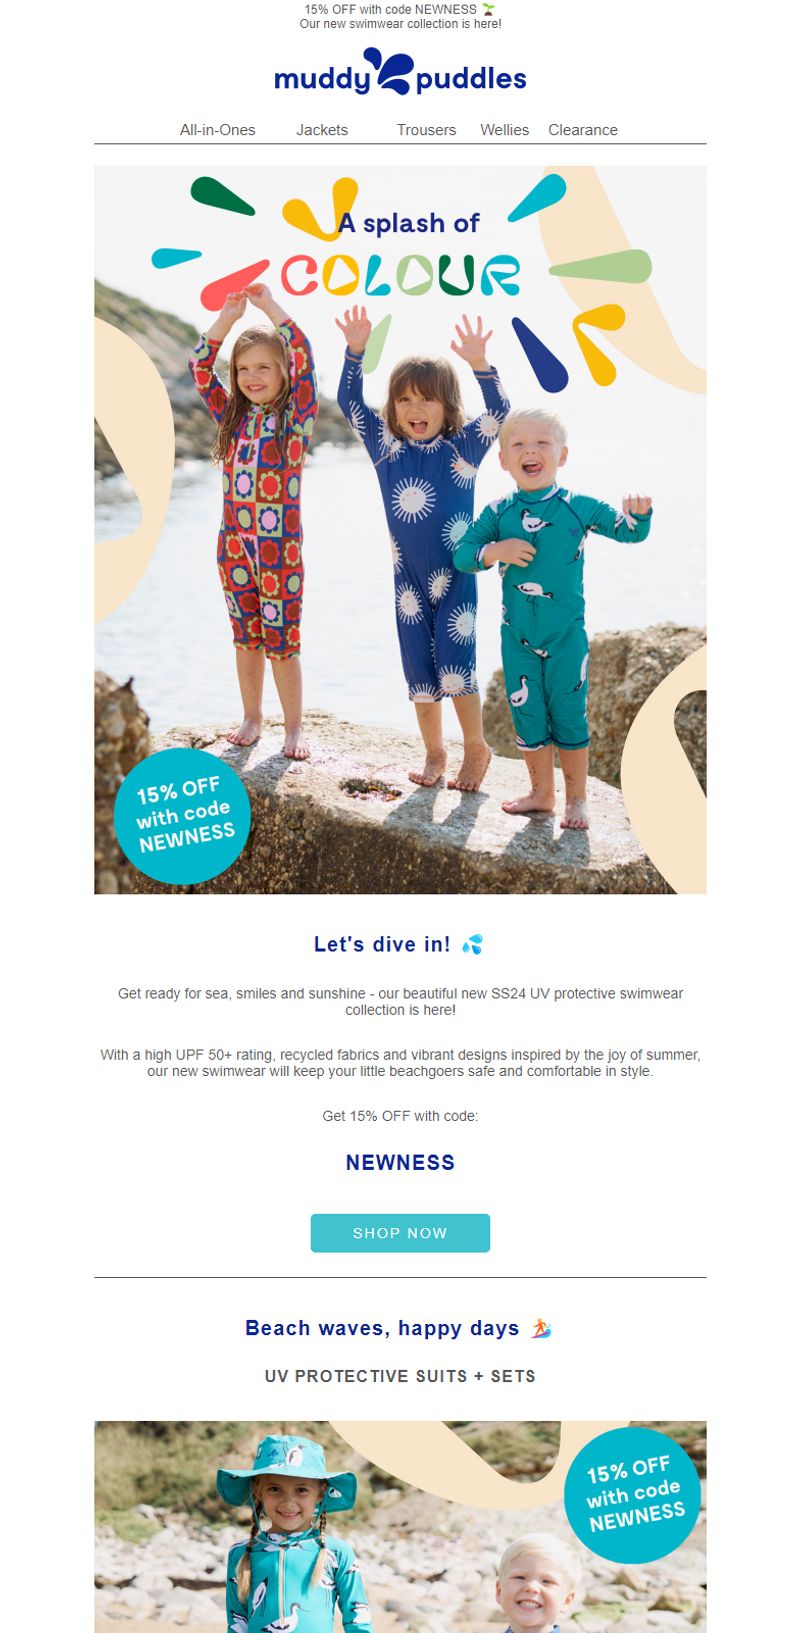 15% OFF with code NEWNESS 🌱
Our new swimwear collection is here!
muddy puddles
All-in-Ones Jackets Trousers Wellies Clearance
A splash of
COLOUR
15% OFF
with code
NEWNESS
Let's dive in! 💦
Get ready for sea, smiles and sunshine - our beautiful new SS24 UV protective swimwear
collection is here!
With a high UPF 50+ rating, recycled fabrics and vibrant designs inspired by the joy of summer,
our new swimwear will keep your little beachgoers safe and comfortable in style.
Get 15% OFF with code:
NEWNESS
SHOP NOW
Beach waves, happy days 🏄
UV PROTECTIVE SUITS + SETS
15% OFF
with code
NEWNESS